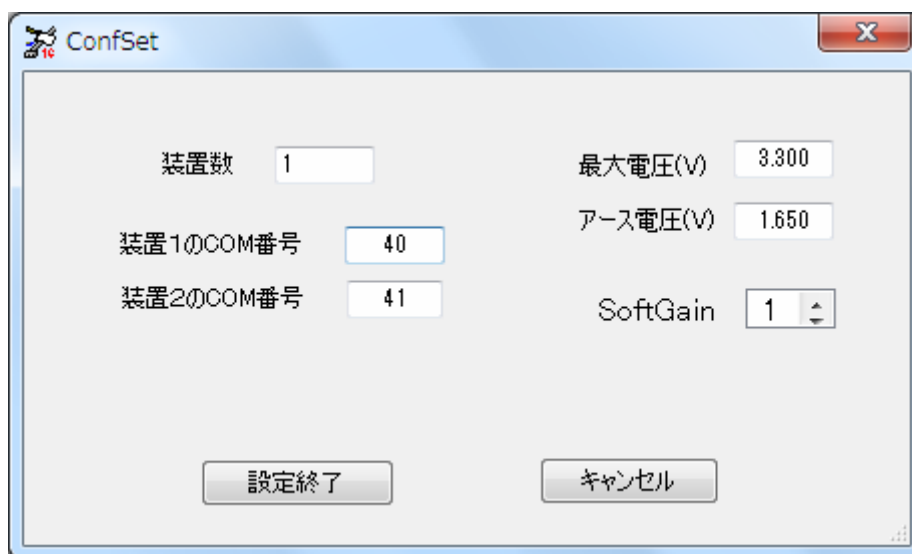 ConfSet
装置数 1
最大電圧(V) 3.300
アース電圧(V) 1.650
装置1のCOM番号 40
装置2のCOM番号 41
SoftGain 1
設定終了
キャンセル